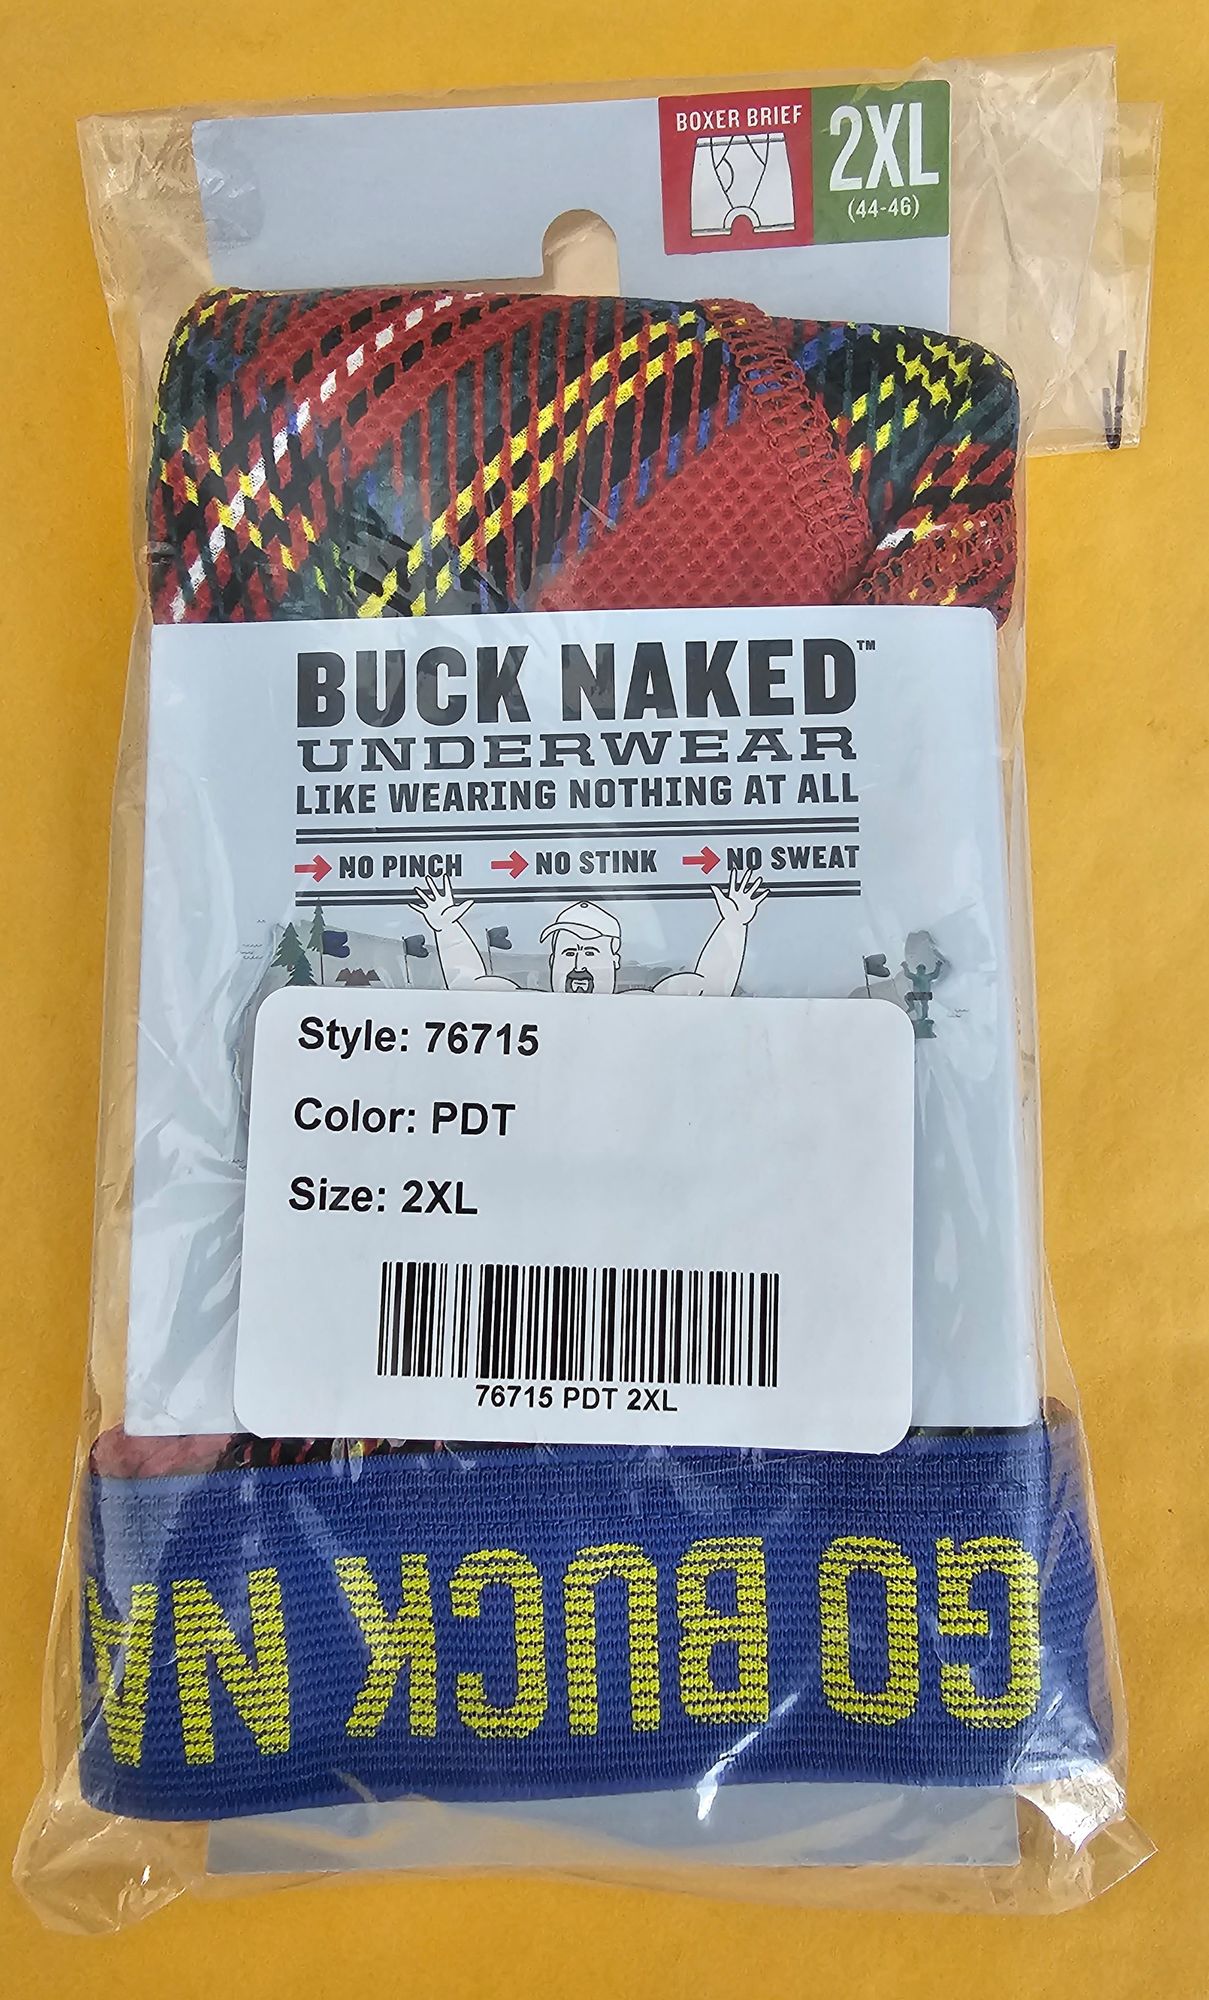 BOXER BRIEF
2XL
(44-46)
BUCK NAKED™
UNDERWEAR
LIKE WEARING NOTHING AT ALL
NO PINCH NO STINK NO SWEAT
Style: 76715
Color: PDT
Size: 2XL
76715 PDT 2XL
GO BUCK NA